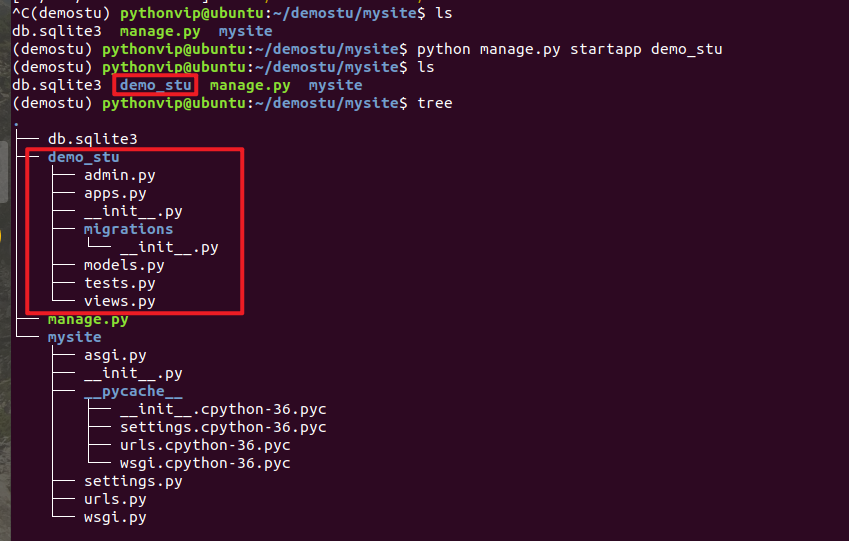 ^C(demostu) pythonvip@ubuntu:~/demostu/mysite$ ls
db.sqlite3  manage.py  mysite
(demostu) pythonvip@ubuntu:~/demostu/mysite$ python manage.py startapp demo_stu
(demostu) pythonvip@ubuntu:~/demostu/mysite$ ls
db.sqlite3  demo_stu  manage.py  mysite
(demostu) pythonvip@ubuntu:~/demostu/mysite$ tree
.
├── db.sqlite3
├── demo_stu
│   ├── admin.py
│   ├── apps.py
│   ├── __init__.py
│   ├── migrations
│   │   └── __init__.py
│   ├── models.py
│   ├── tests.py
│   └── views.py
├── manage.py
└── mysite
    ├── asgi.py
    ├── __init__.py
    ├── __pycache__
    │   ├── __init__.cpython-36.pyc
    │   ├── settings.cpython-36.pyc
    │   ├── urls.cpython-36.pyc
    │   └── wsgi.cpython-36.pyc
    ├── settings.py
    ├── urls.py
    └── wsgi.py